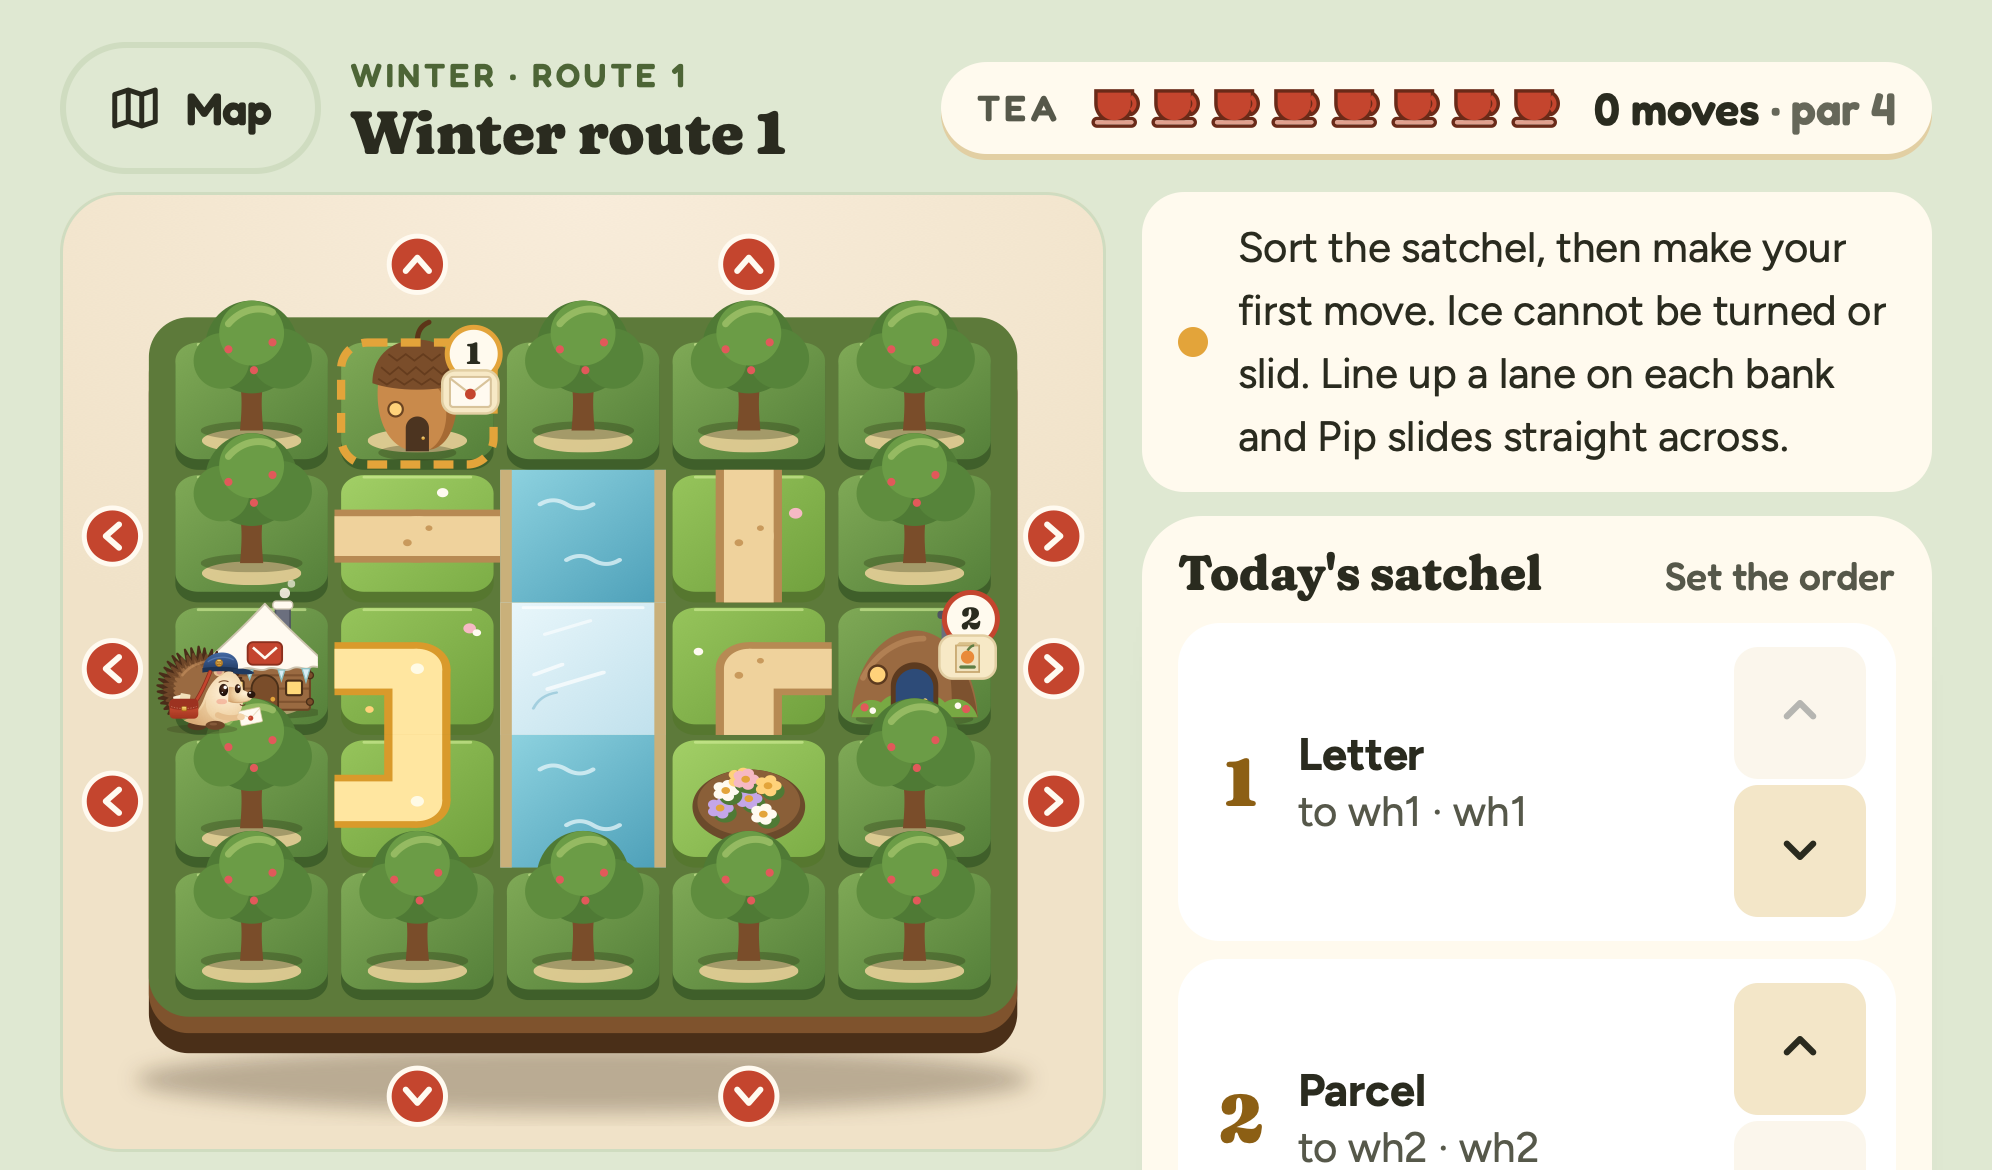 Map
WINTER · ROUTE 1
Winter route 1
TEA
0 moves · par 4
1
2
Sort the satchel, then make your
first move. Ice cannot be turned or
slid. Line up a lane on each bank
and Pip slides straight across.
Today's satchel
Set the order
1
Letter
to wh1 · wh1
2
Parcel
to wh2 · wh2